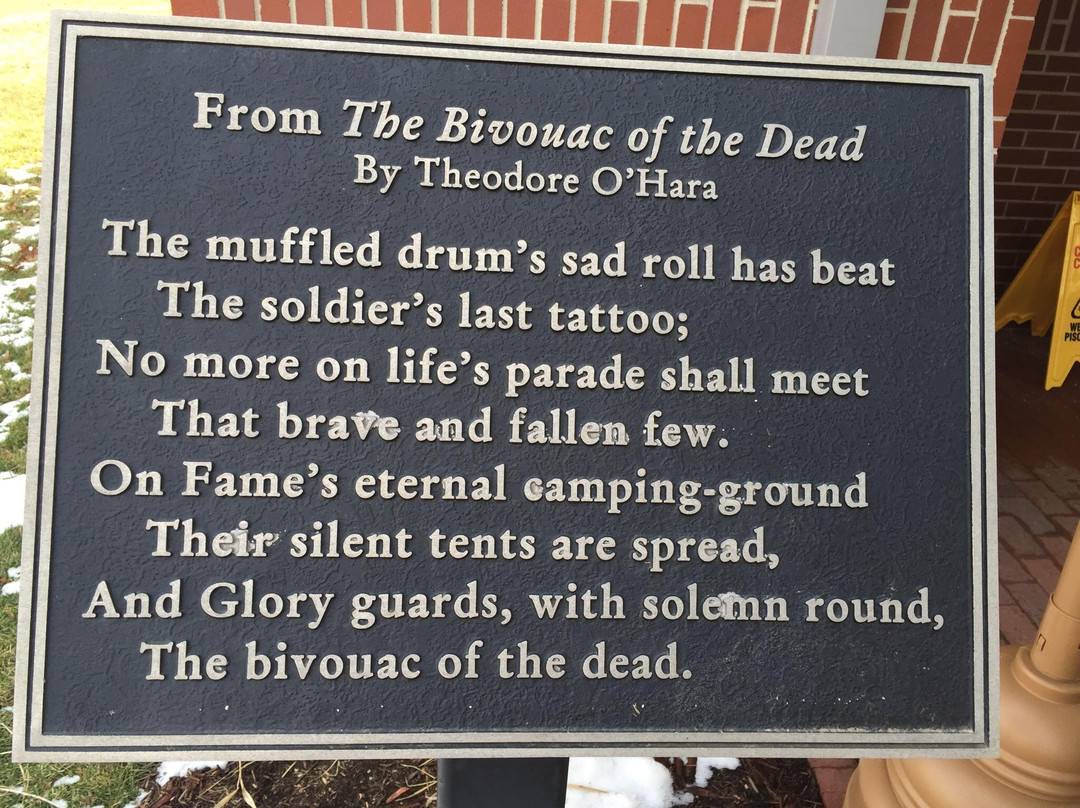 From The Bivouac of the Dead
By Theodore O'Hara
The muffled drum's sad roll has beat
The soldier's last tattoo;
No more on life's parade shall meet
That brave and fallen few.
On Fame's eternal camping-ground
Their silent tents are spread,
And Glory guards, with solemn round,
The bivouac of the dead.